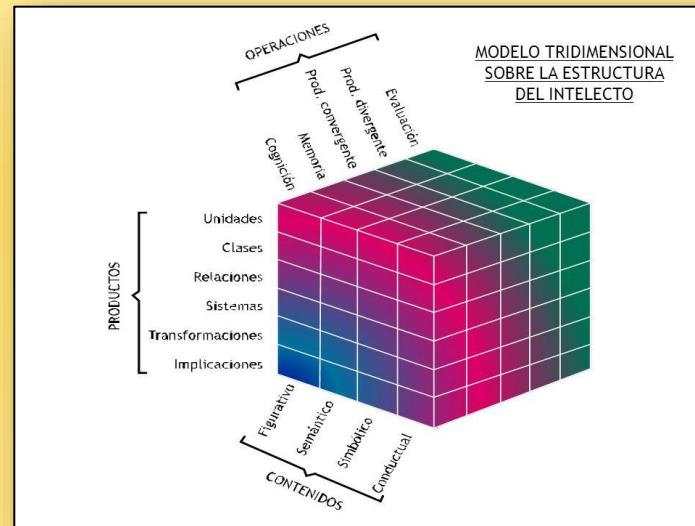 MODELO TRIDIMENSIONAL
SOBRE LA ESTRUCTURA
DEL INTELECTO
OPERACIONES
Cognición
Memoria
Prod. convergente
Prod. divergente
Evaluación
PRODUCTOS
Unidades
Clases
Relaciones
Sistemas
Transformaciones
Implicaciones
Figurativo
Semántico
Simbólico
Conductual
CONTENIDOS